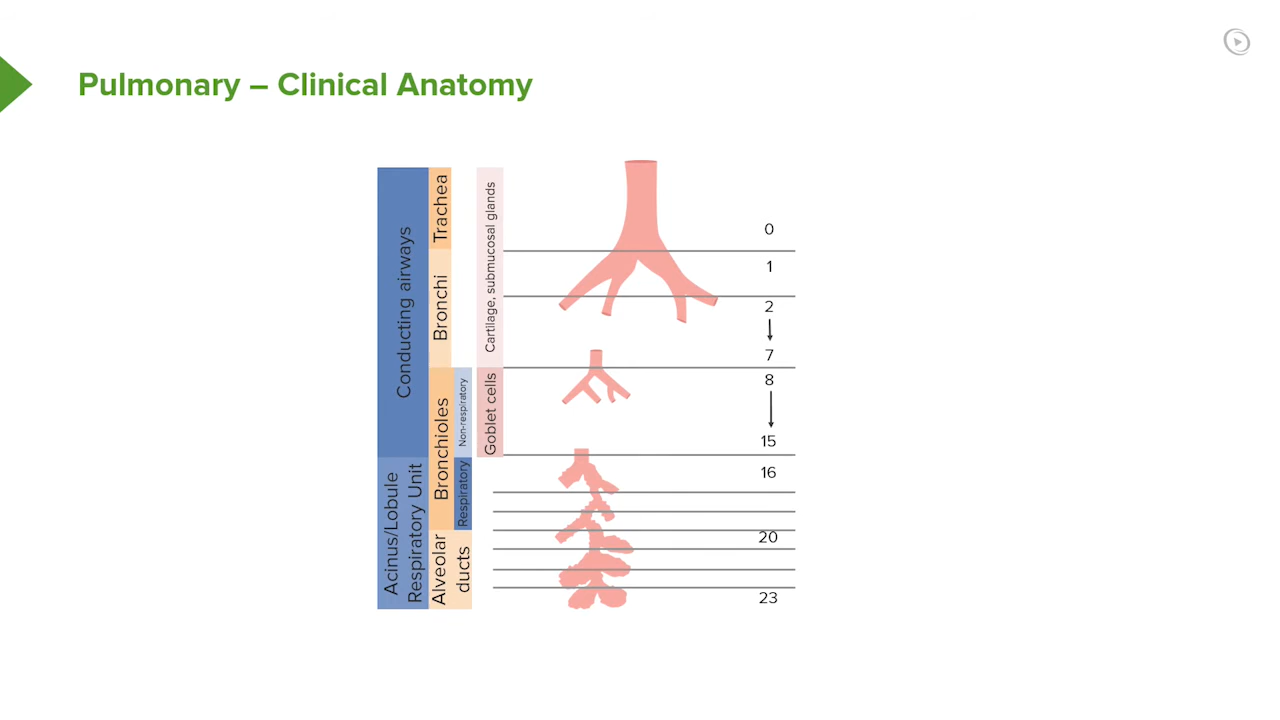 Pulmonary – Clinical Anatomy
Conducting airways
Acinus/Lobule
Respiratory Unit
Trachea
Bronchi
Bronchioles
Alveolar
ducts
Non-respiratory
Respiratory
Cartilage, submucosal glands
Goblet cells
0
1
2
7
8
15
16
20
23